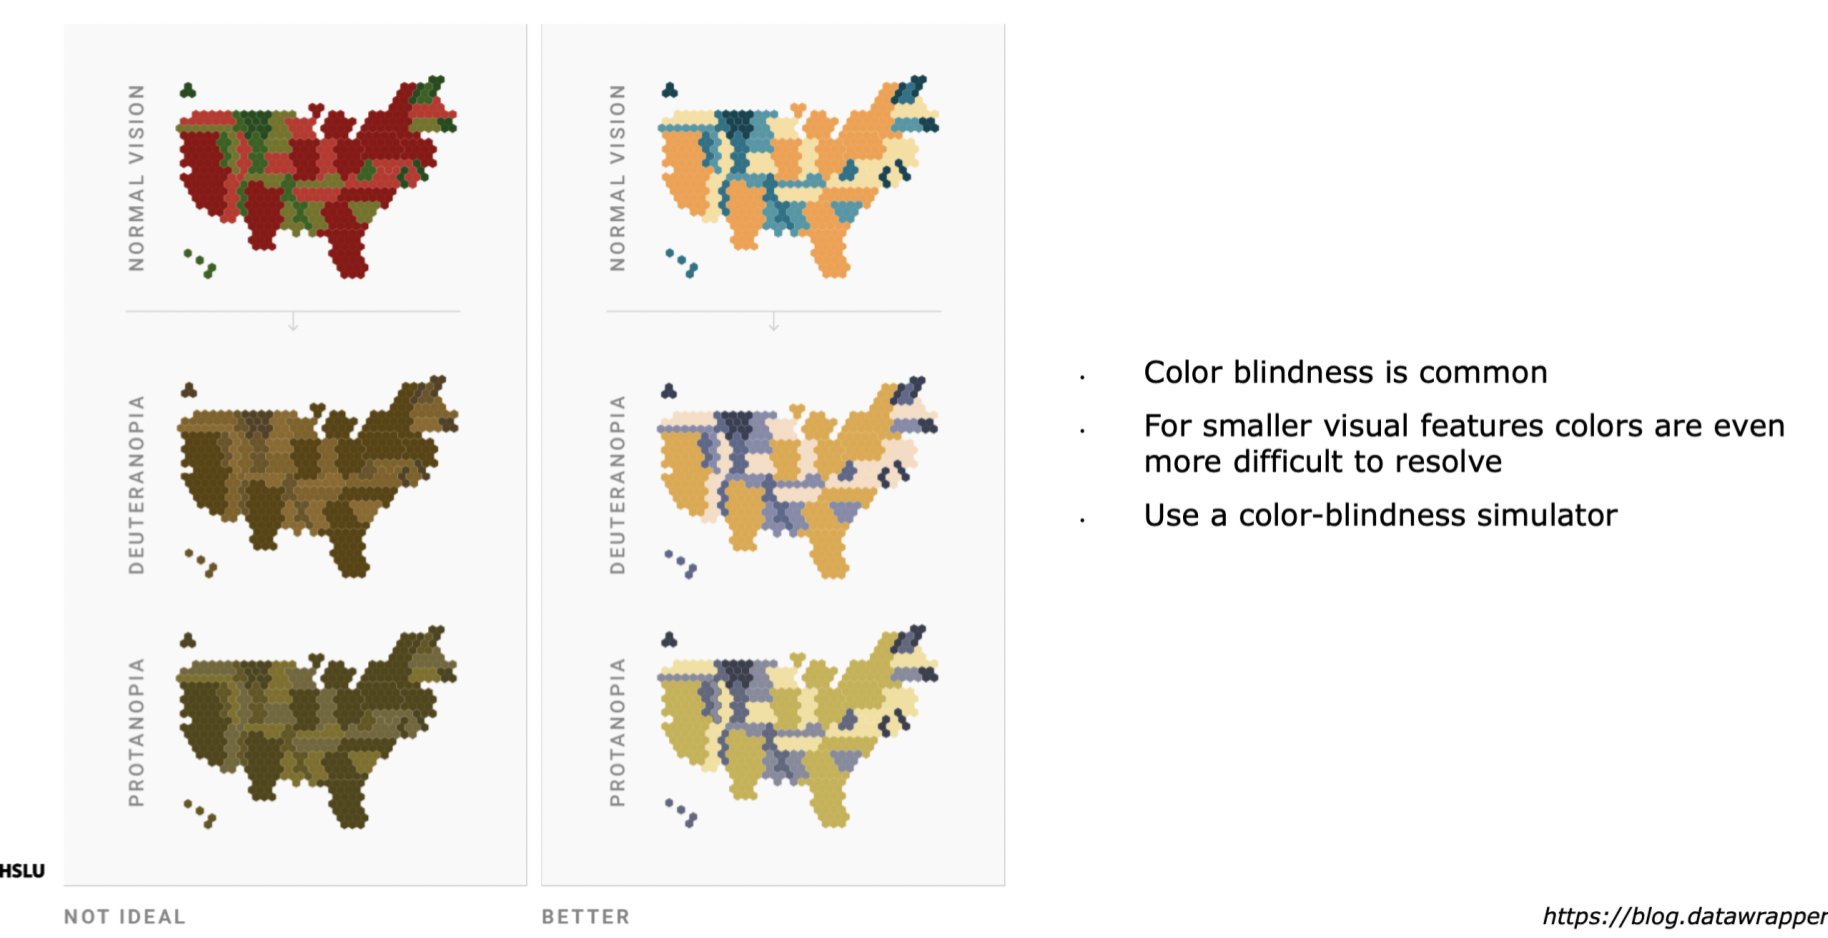 NORMAL VISION
DEUTERANOPIA
PROTANOPIA
NOT IDEAL
NORMAL VISION
DEUTERANOPIA
PROTANOPIA
BETTER
. Color blindness is common
. For smaller visual features colors are even
more difficult to resolve
. Use a color-blindness simulator
HSLU
https://blog.datawrapper